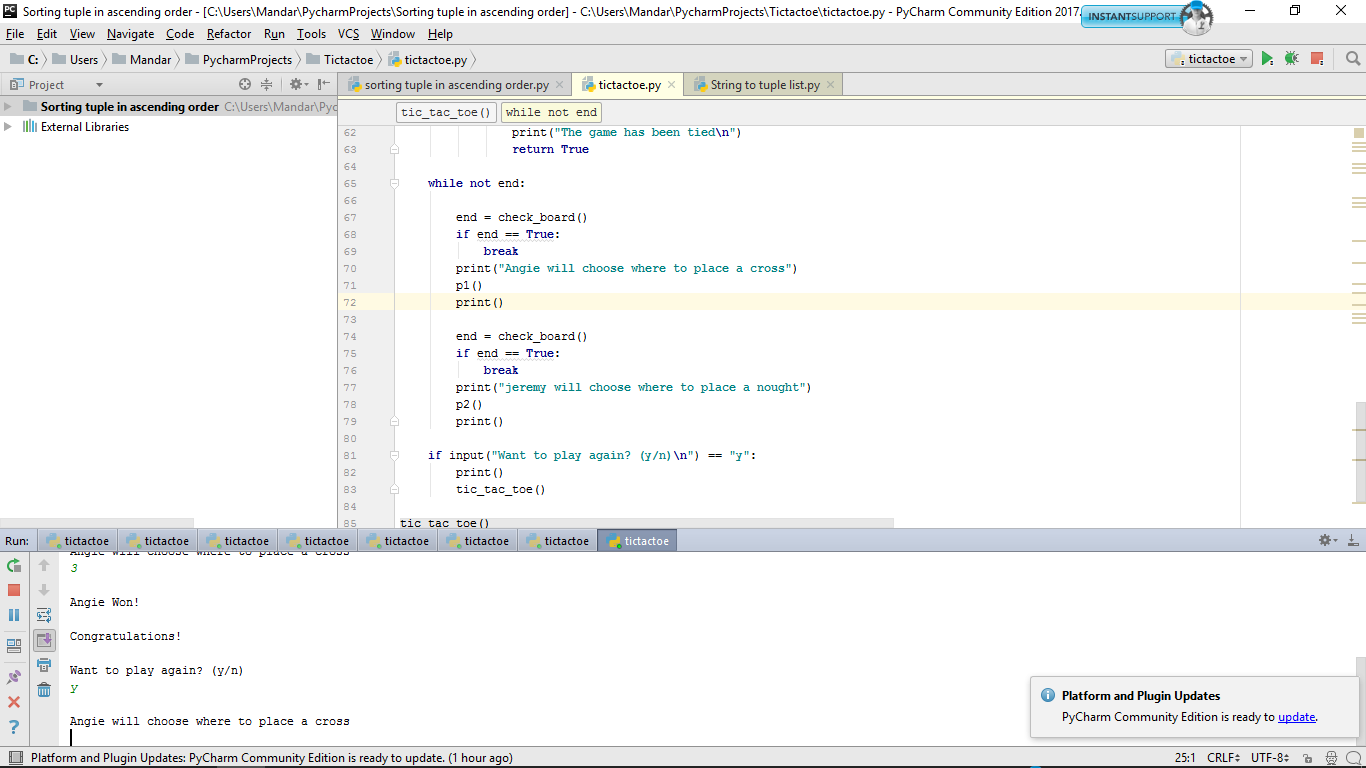 Sorting tuple in ascending order - [C:\Users\Mandar\PycharmProjects\Sorting tuple in ascending order] - C:\Users\Mandar\PycharmProjects\Tictactoe\tictactoe.py - PyCharm Community Edition 2017.
INSTANTSUPPORT
File Edit View Navigate Code Refactor Run Tools VCS Window Help
C: Users Mandar PycharmProjects Tictactoe tictactoe.py
tictactoe
Project
sorting tuple in ascending order.py tictactoe.py String to tuple list.py
Sorting tuple in ascending order C:\Users\Mandar\Pyc
External Libraries
tic_tac_toe() while not end
62 print("The game has been tied\n")
63 return True
64
65 while not end:
66
67 end = check_board()
68 if end == True:
69 break
70 print("Angie will choose where to place a cross")
71 p1()
72 print()
73
74 end = check_board()
75 if end == True:
76 break
77 print("jeremy will choose where to place a nought")
78 p2()
79 print()
80
81 if input("Want to play again? (y/n)\n") == "y":
82 print()
83 tic_tac_toe()
84
85 tic_tac_toe()
Run: tictactoe tictactoe tictactoe tictactoe tictactoe tictactoe tictactoe tictactoe
Angie will choose where to place a cross
3
Angie Won!
Congratulations!
Want to play again? (y/n)
y
Angie will choose where to place a cross
Platform and Plugin Updates
PyCharm Community Edition is ready to update.
Platform and Plugin Updates: PyCharm Community Edition is ready to update. (1 hour ago)
25:1 CRLF UTF-8